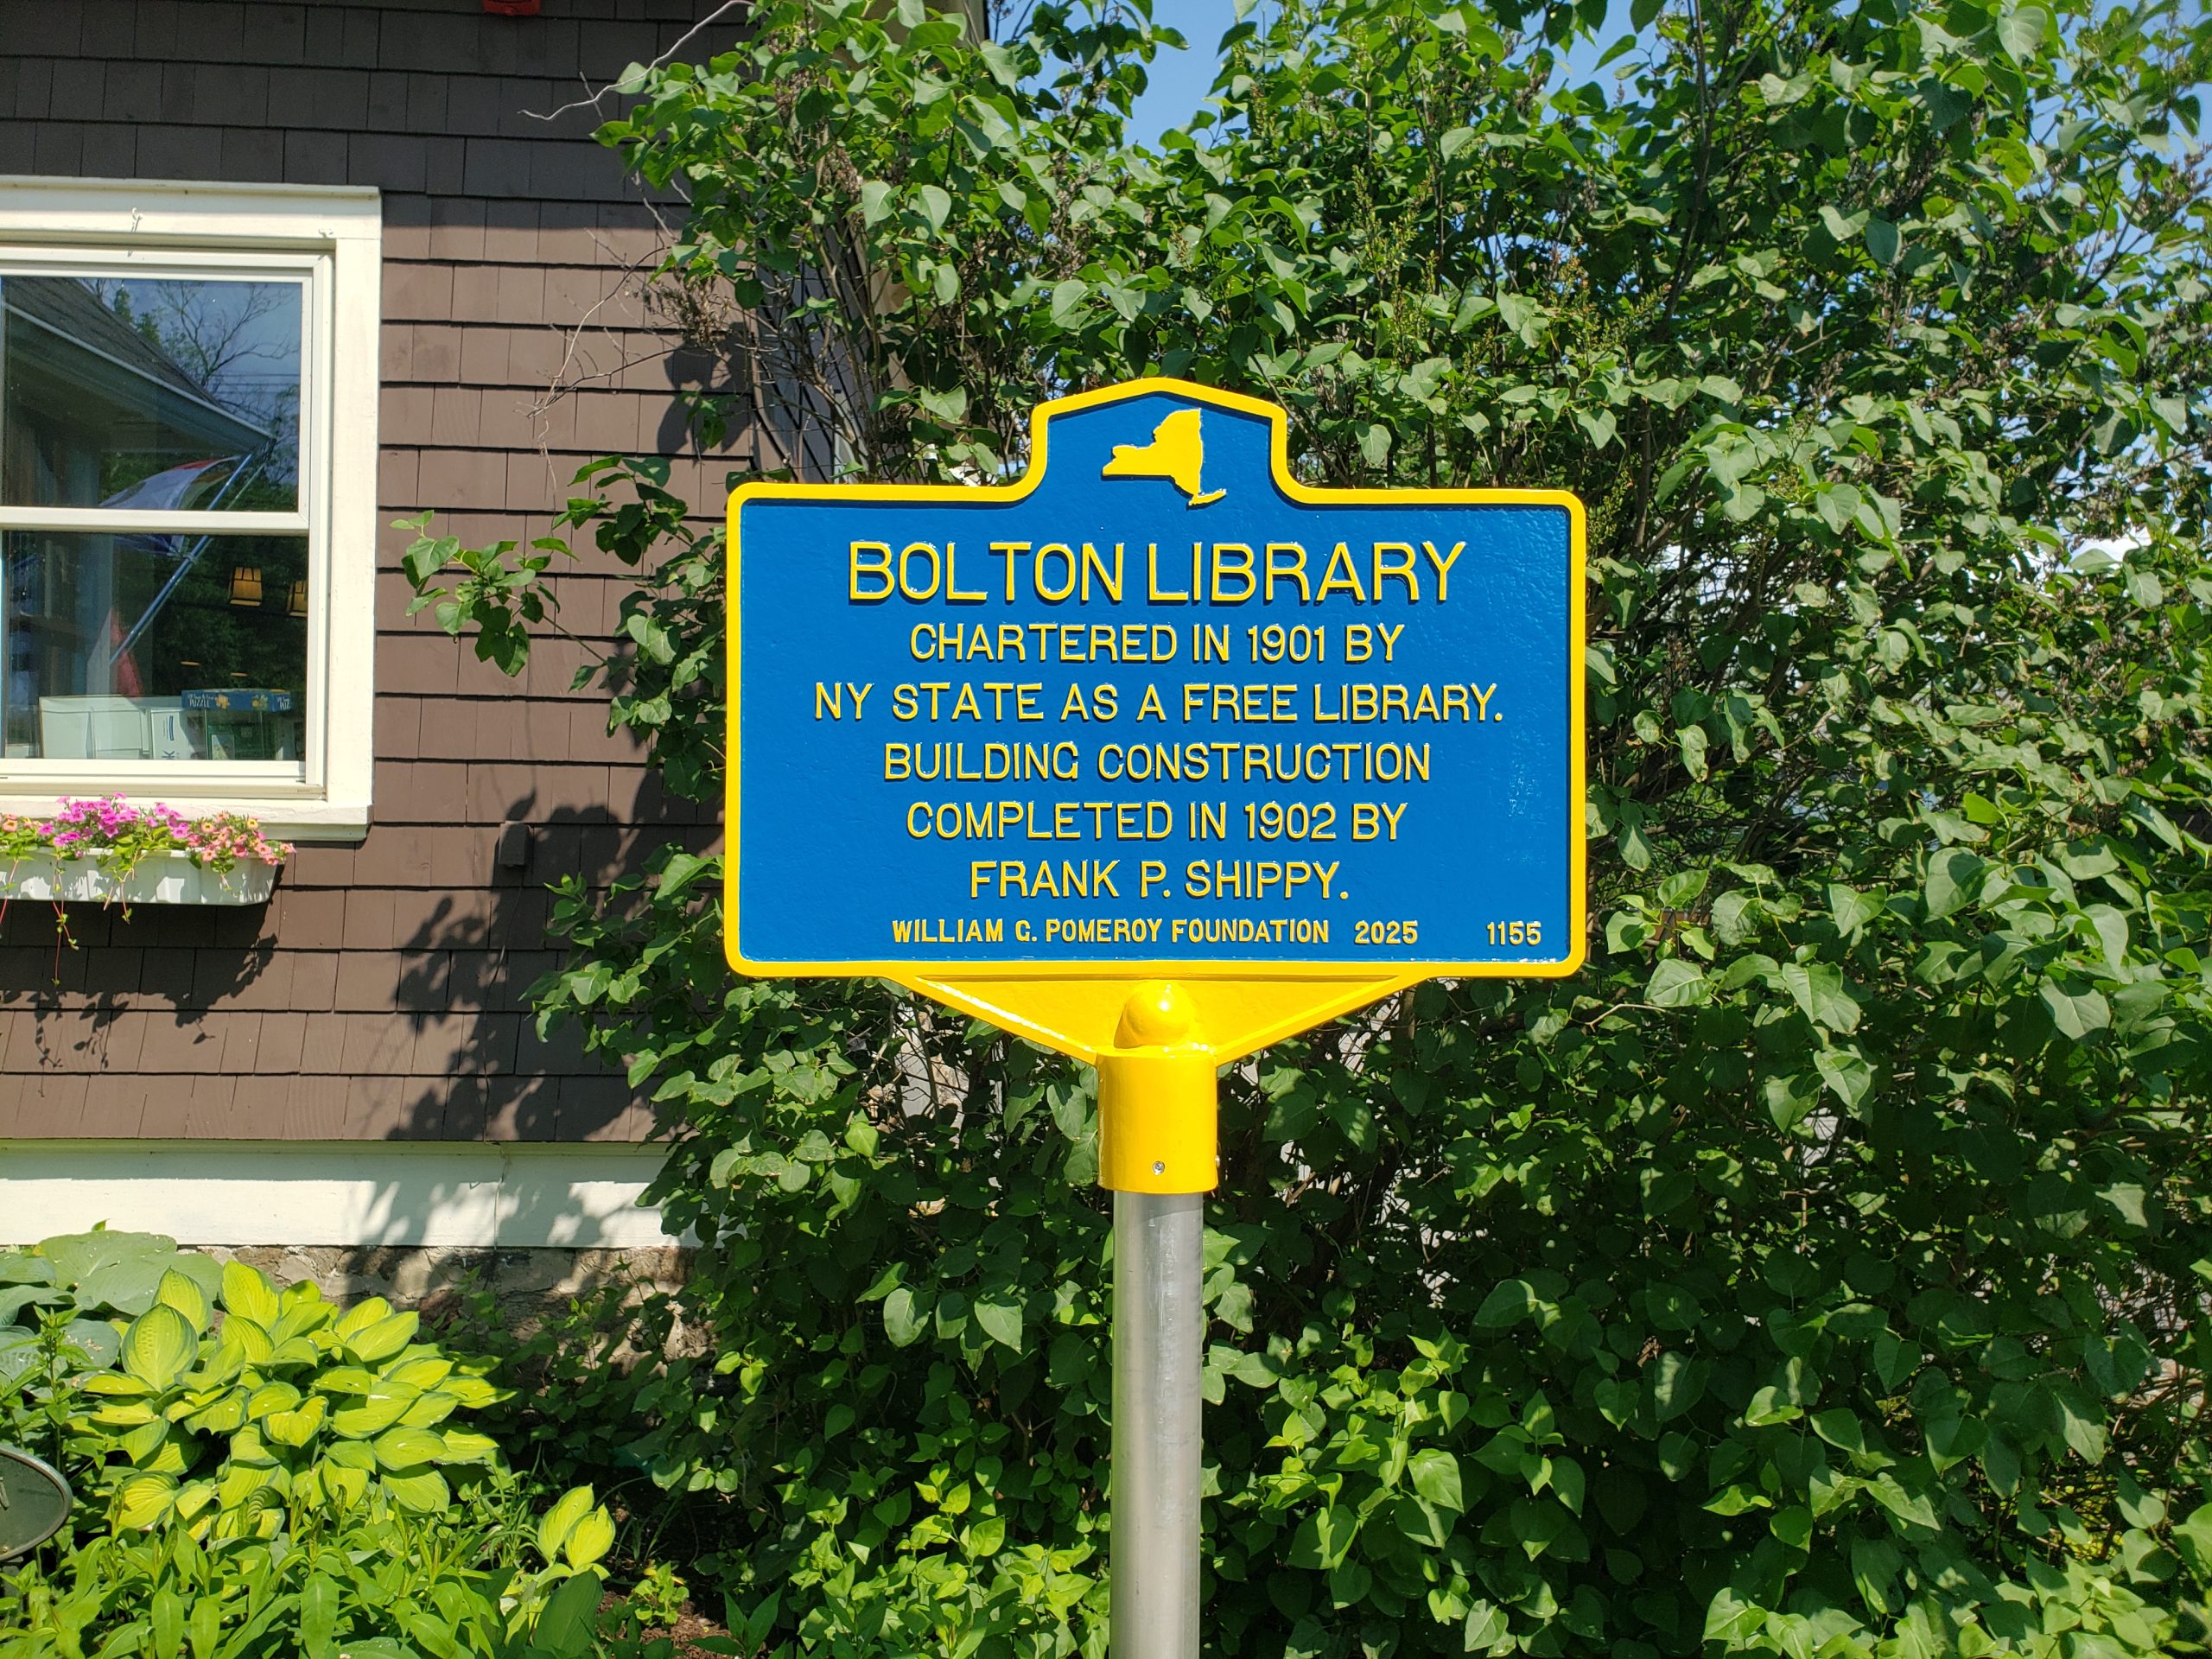 BOLTON LIBRARY
CHARTERED IN 1901 BY
NY STATE AS A FREE LIBRARY.
BUILDING CONSTRUCTION
COMPLETED IN 1902 BY
FRANK P. SHIPPY.
WILLIAM G. POMEROY FOUNDATION 2025 1155
PUZZLE